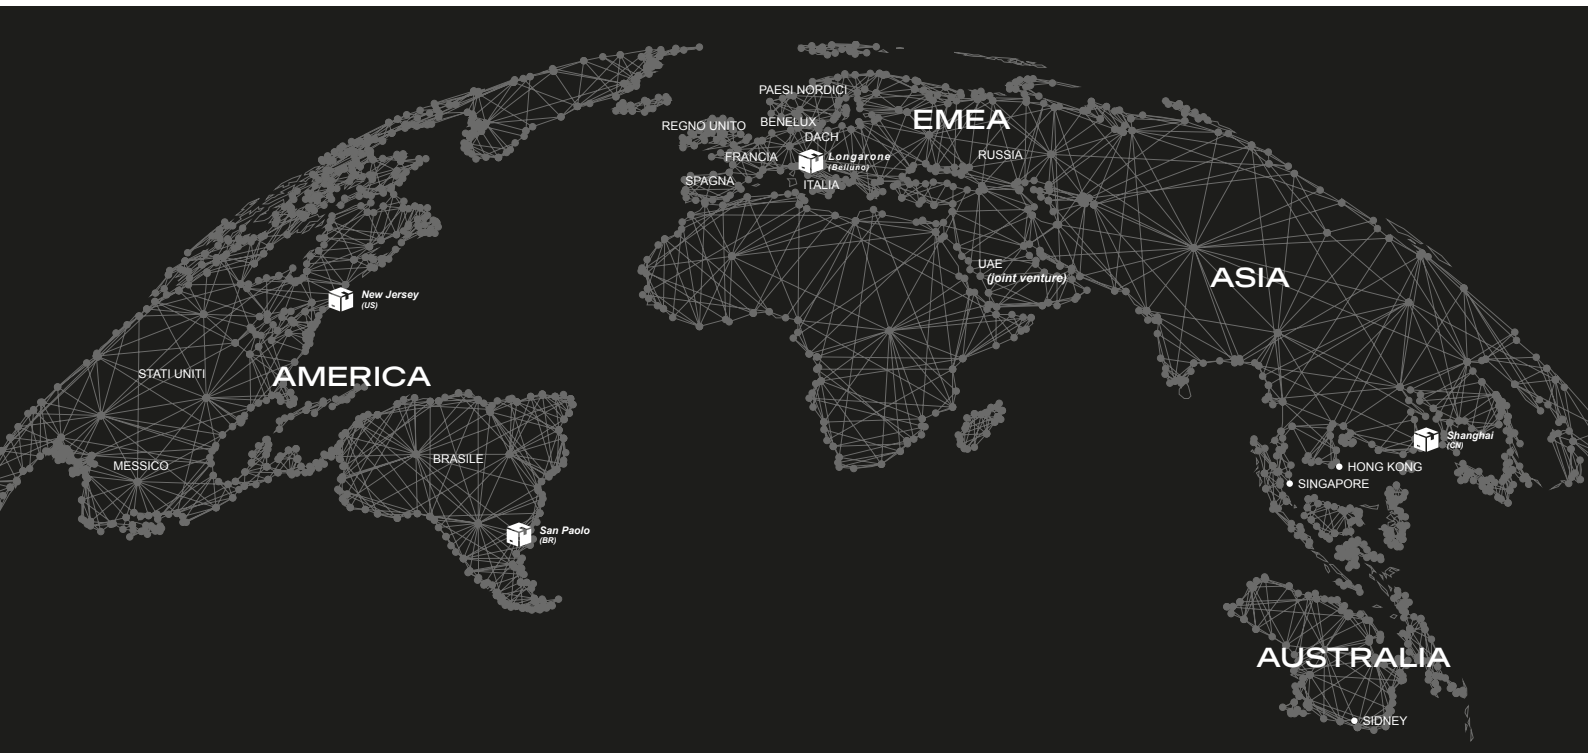 PAESI NORDICI
EMEA
REGNO UNITO
BENELUX
DACH
FRANCIA
Longarone
(Belluno)
RUSSIA
SPAGNA
ITALIA
UAE
(joint venture)
ASIA
New Jersey
(US)
STATI UNITI
AMERICA
MESSICO
BRASILE
Shanghai
(CN)
HONG KONG
SINGAPORE
San Paolo
(BR)
AUSTRALIA
SIDNEY